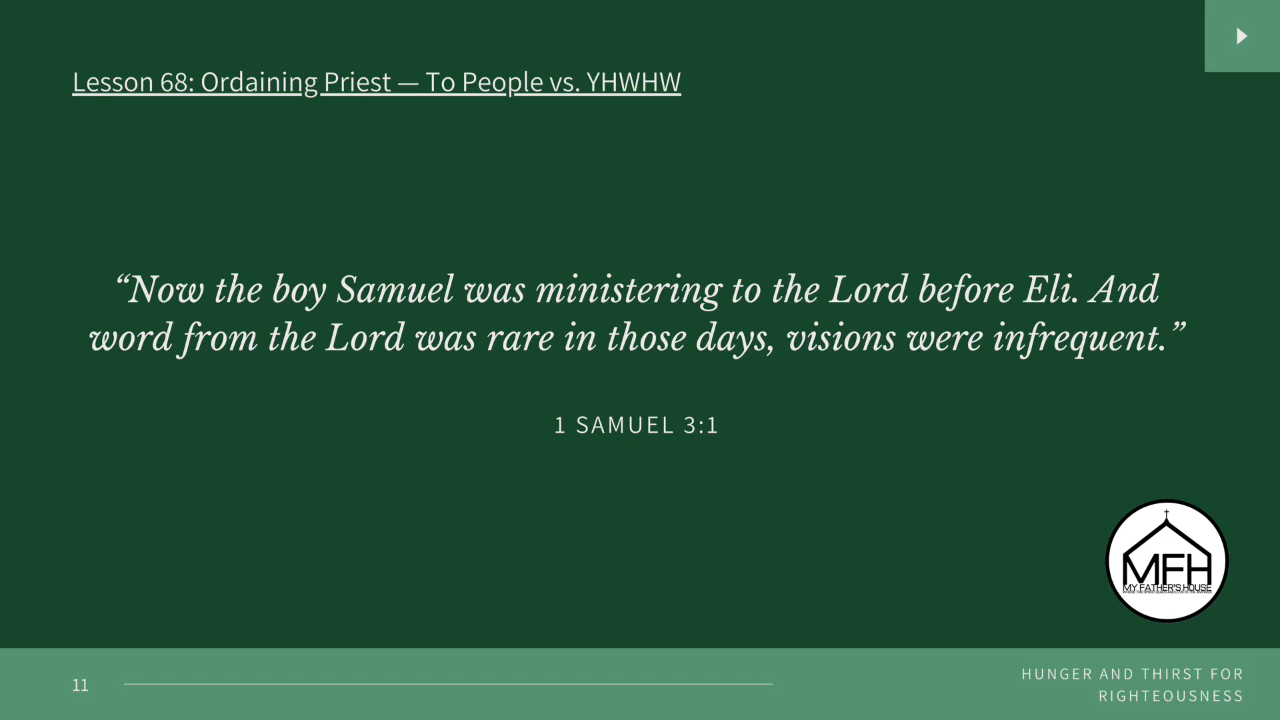 Lesson 68: Ordaining Priest — To People vs. YHWHW
“Now the boy Samuel was ministering to the Lord before Eli. And
word from the Lord was rare in those days, visions were infrequent.”
1 SAMUEL 3:1
MFH
MY FATHER'S HOUSE
11
HUNGER AND THIRST FOR
RIGHTEOUSNESS